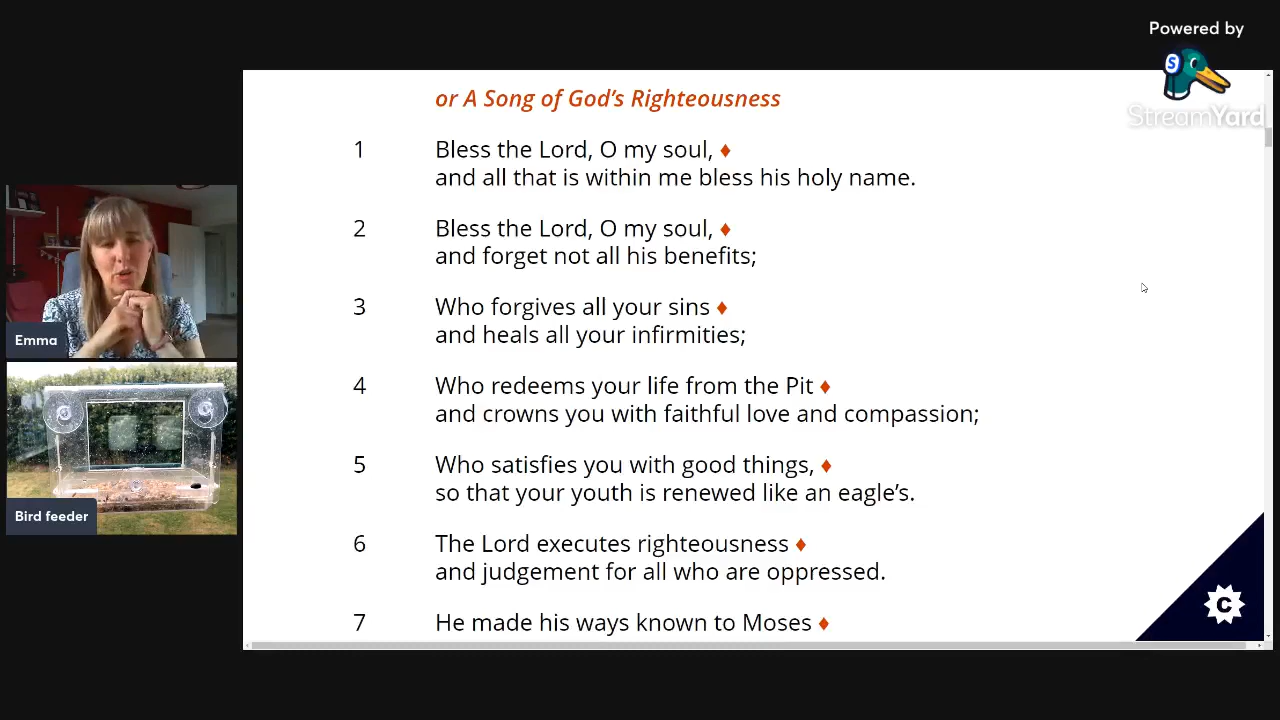 Powered by
StreamYard
or A Song of God's Righteousness
1 Bless the Lord, O my soul, ♦
and all that is within me bless his holy name.
2 Bless the Lord, O my soul, ♦
and forget not all his benefits;
3 Who forgives all your sins ♦
and heals all your infirmities;
4 Who redeems your life from the Pit ♦
and crowns you with faithful love and compassion;
5 Who satisfies you with good things, ♦
so that your youth is renewed like an eagle's.
6 The Lord executes righteousness ♦
and judgement for all who are oppressed.
7 He made his ways known to Moses ♦
Emma
Bird feeder
S
C